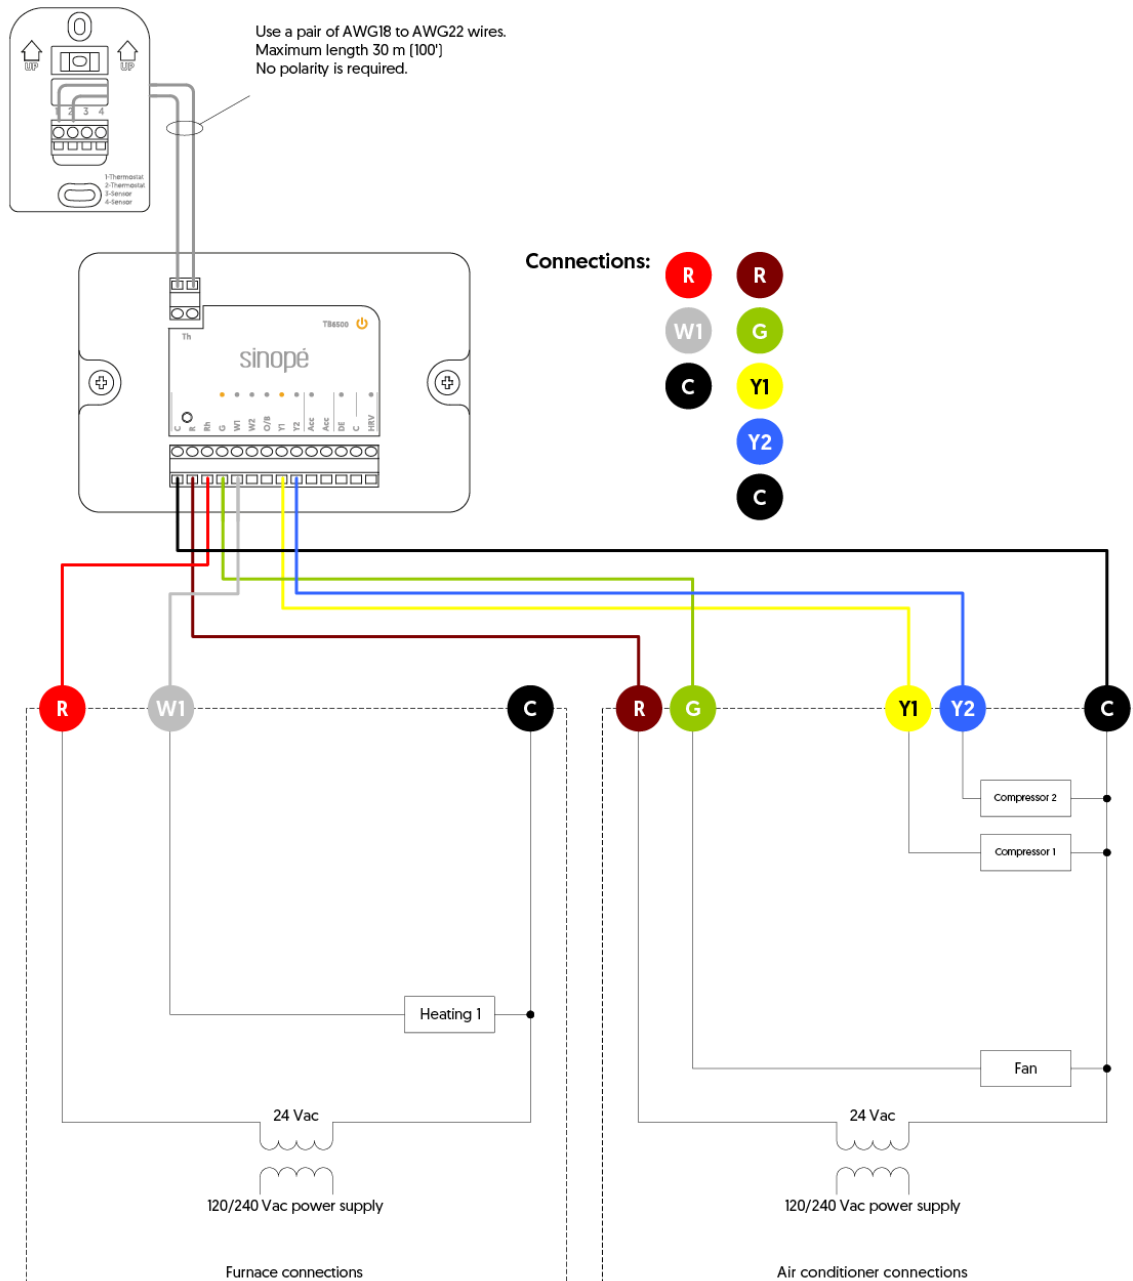 Use a pair of AWG18 to AWG22 wires.
Maximum length 30 m (100')
No polarity is required.
UP
UP
1 2 3 4
1-Thermostat
2-Thermostat
3-Sensor
4-Sensor
Connections:
R R
W1 G
C Y1
Y2
C
TB6500
Th
sinopé
C R Rh G W1 W2 O/B Y1 Y2 Acc Acc DE C HRV
R W1 C R G Y1 Y2 C
Compressor 2
Compressor 1
Heating 1
Fan
24 Vac 24 Vac
120/240 Vac power supply 120/240 Vac power supply
Furnace connections Air conditioner connections